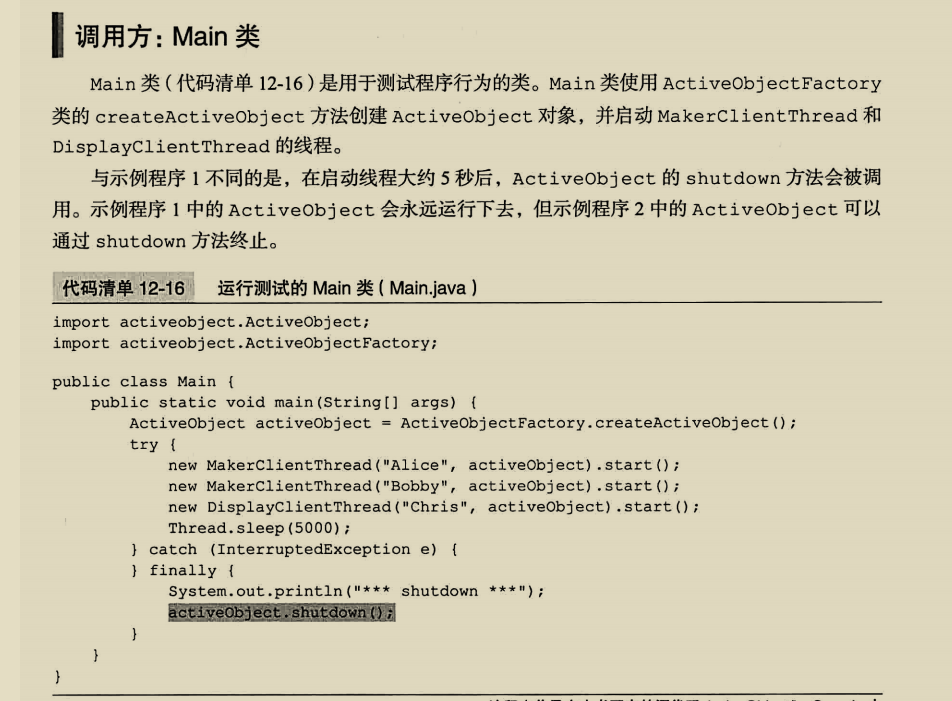 调用方：Main 类
Main 类（代码清单 12-16）是用于测试程序行为的类。Main 类使用 ActiveObjectFactory
类的 createActiveObject 方法创建 ActiveObject 对象，并启动 MakerClientThread 和
DisplayClientThread 的线程。
与示例程序 1 不同的是，在启动线程大约 5 秒后，ActiveObject 的 shutdown 方法会被调
用。示例程序 1 中的 ActiveObject 会永远运行下去，但示例程序 2 中的 ActiveObject 可以
通过 shutdown 方法终止。
代码清单 12-16 运行测试的 Main 类（Main.java）
import activeobject.ActiveObject;
import activeobject.ActiveObjectFactory;
public class Main {
public static void main(String[] args) {
ActiveObject activeObject = ActiveObjectFactory.createActiveObject();
try {
new MakerClientThread("Alice", activeObject).start();
new MakerClientThread("Bobby", activeObject).start();
new DisplayClientThread("Chris", activeObject).start();
Thread.sleep(5000);
} catch (InterruptedException e) {
} finally {
System.out.println("*** shutdown ***");
activeObject.shutdown();
}
}
}